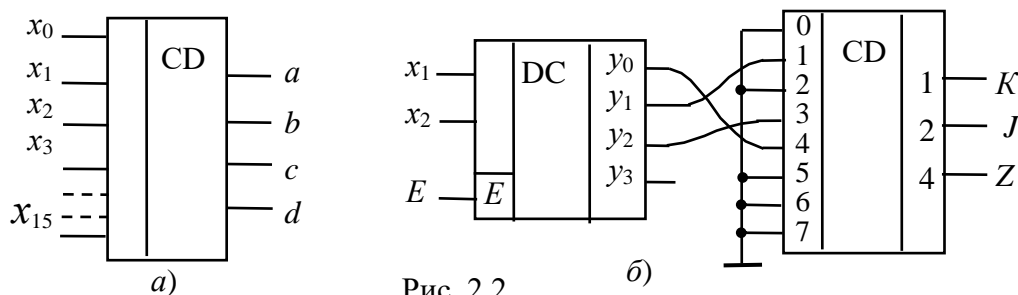 x0
x1
x2
x3
x15
CD
a
b
c
d
а)
x1
x2
E
E
DC
y0
y1
y2
y3
0
1
2
3
4
5
6
7
CD
1
2
4
K
J
Z
б)
Рис. 2.2